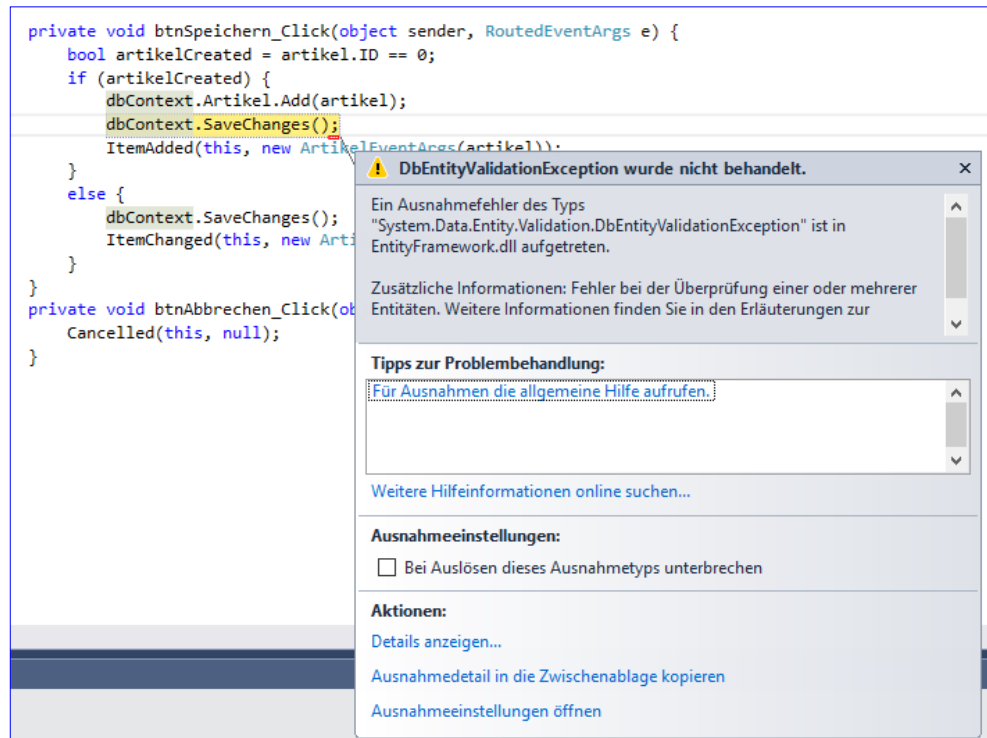 private void btnSpeichern_Click(object sender, RoutedEventArgs e) {
bool artikelCreated = artikel.ID == 0;
if (artikelCreated) {
dbContext.Artikel.Add(artikel);
dbContext.SaveChanges();
ItemAdded(this, new ArtikelEventArgs(artikel));
}
else {
dbContext.SaveChanges();
ItemChanged(this, new Arti
}
}
private void btnAbbrechen_Click(ob
Cancelled(this, null);
}
DbEntityValidationException wurde nicht behandelt.
Ein Ausnahmefehler des Typs
"System.Data.Entity.Validation.DbEntityValidationException" ist in
EntityFramework.dll aufgetreten.
Zusätzliche Informationen: Fehler bei der Überprüfung einer oder mehrerer
Entitäten. Weitere Informationen finden Sie in den Erläuterungen zur
Tipps zur Problembehandlung:
Für Ausnahmen die allgemeine Hilfe aufrufen.
Weitere Hilfeinformationen online suchen...
Ausnahmeeinstellungen:
Bei Auslösen dieses Ausnahmetyps unterbrechen
Aktionen:
Details anzeigen...
Ausnahmedetail in die Zwischenablage kopieren
Ausnahmeeinstellungen öffnen